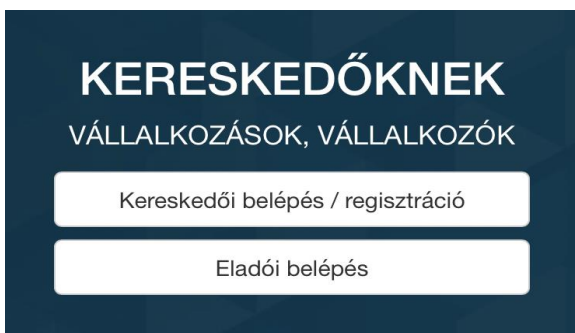 KERESKEDŐKNEK
VÁLLALKOZÁSOK, VÁLLALKOZÓK
Kereskedői belépés / regisztráció
Eladói belépés